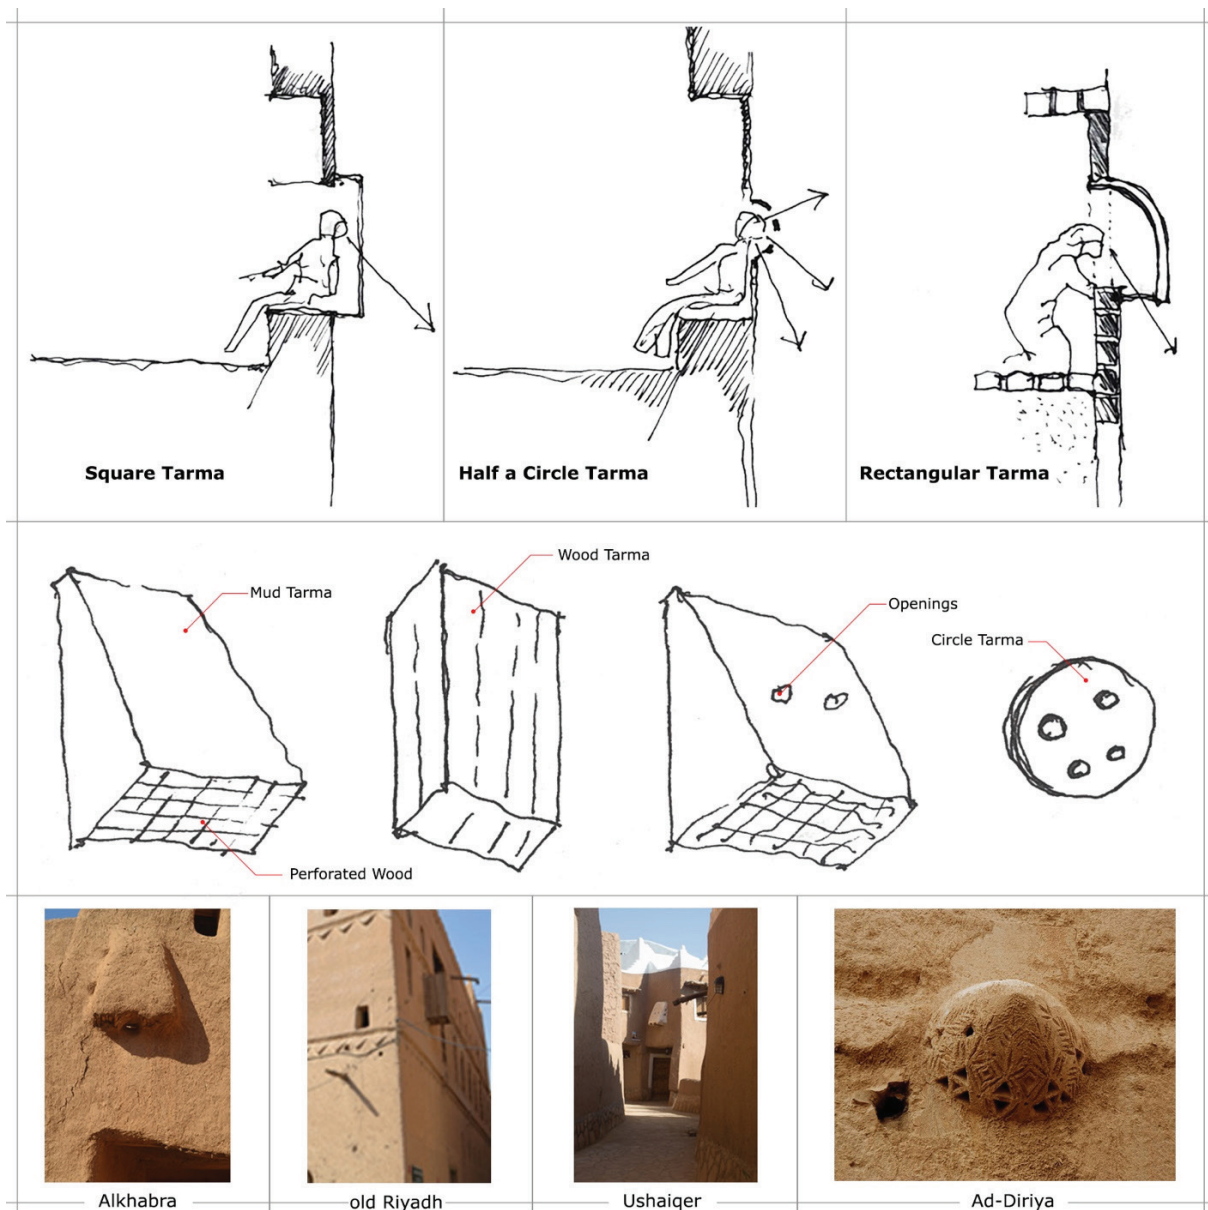 Square Tarma
Half a Circle Tarma
Rectangular Tarma
Wood Tarma
Mud Tarma
Openings
Circle Tarma
Perforated Wood
Alkhabra
old Riyadh
Ushaiqer
Ad-Diriya